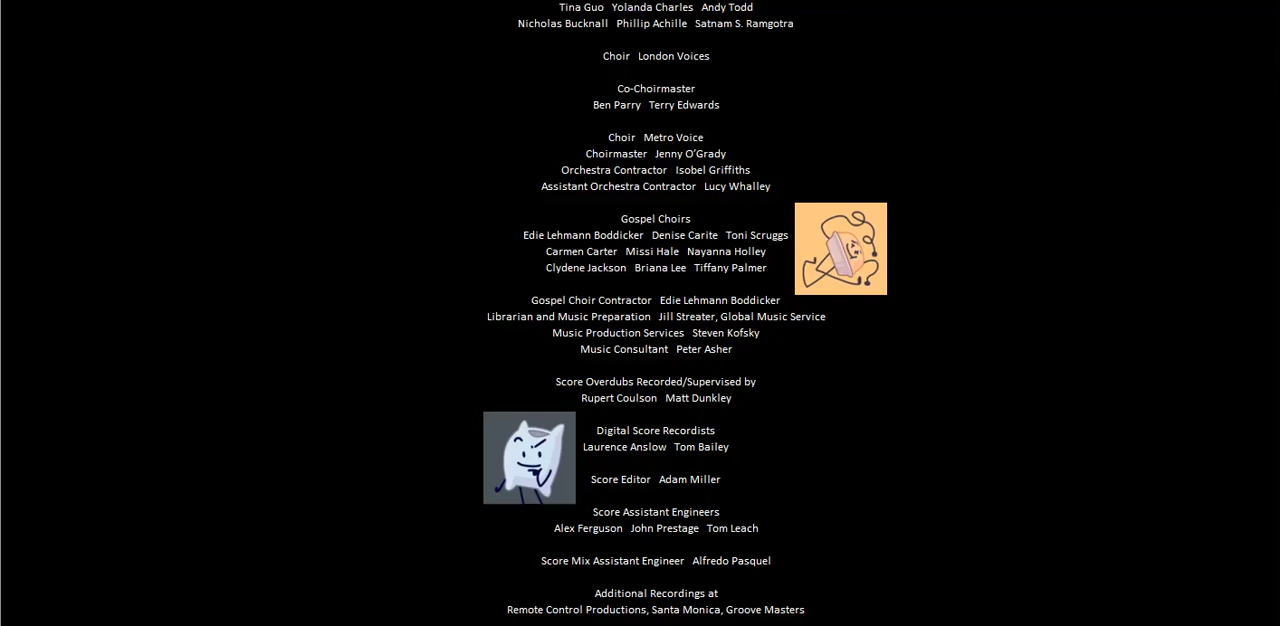 Tina Guo Yolanda Charles Andy Todd
Nicholas Bucknall Phillip Achille Satnam S. Ramgotra
Choir London Voices
Co-Choirmaster
Ben Parry Terry Edwards
Choir Metro Voice
Choirmaster Jenny O’Grady
Orchestra Contractor Isobel Griffiths
Assistant Orchestra Contractor Lucy Whalley
Gospel Choirs
Edie Lehmann Boddicker Denise Carite Toni Scruggs
Carmen Carter Missi Hale Nayanna Holley
Clydene Jackson Briana Lee Tiffany Palmer
Gospel Choir Contractor Edie Lehmann Boddicker
Librarian and Music Preparation Jill Streater, Global Music Service
Music Production Services Steven Kofsky
Music Consultant Peter Asher
Score Overdubs Recorded/Supervised by
Rupert Coulson Matt Dunkley
Digital Score Recordists
Laurence Anslow Tom Bailey
Score Editor Adam Miller
Score Assistant Engineers
Alex Ferguson John Prestage Tom Leach
Score Mix Assistant Engineer Alfredo Pasquel
Additional Recordings at
Remote Control Productions, Santa Monica, Groove Masters